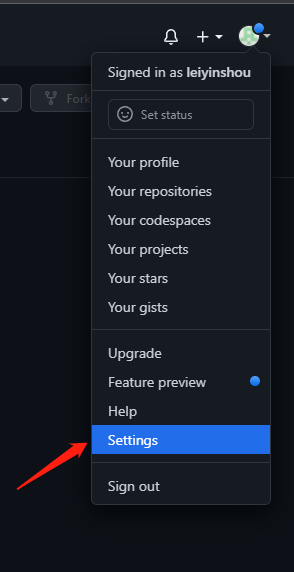 Signed in as leiyinshou
Fork
Set status
Your profile
Your repositories
Your codespaces
Your projects
Your stars
Your gists
Upgrade
Feature preview
Help
Settings
Sign out